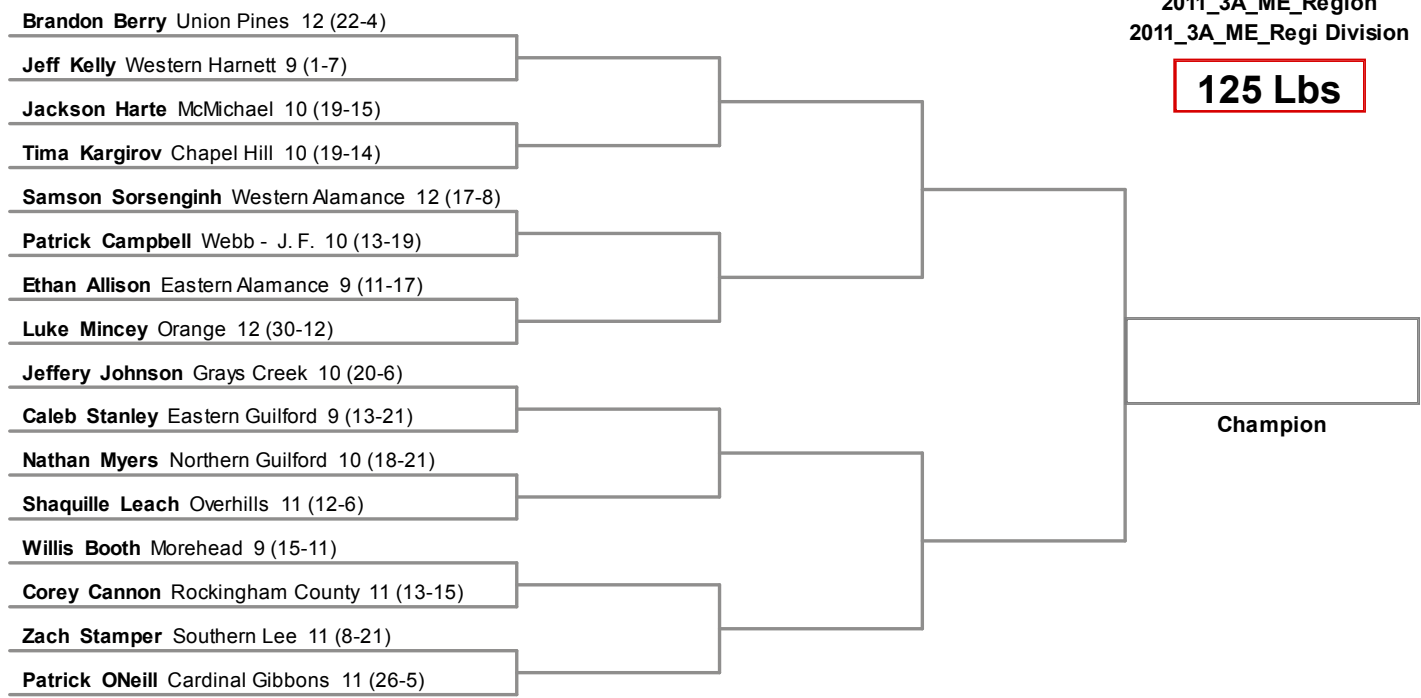 2011_3A_ME_Region
2011_3A_ME_Regi Division
125 Lbs
Brandon Berry Union Pines 12 (22-4)
Jeff Kelly Western Harnett 9 (1-7)
Jackson Harte McMichael 10 (19-15)
Tima Kargirov Chapel Hill 10 (19-14)
Samson Sorsenginh Western Alamance 12 (17-8)
Patrick Campbell Webb - J. F. 10 (13-19)
Ethan Allison Eastern Alamance 9 (11-17)
Luke Mincey Orange 12 (30-12)
Jeffery Johnson Grays Creek 10 (20-6)
Caleb Stanley Eastern Guilford 9 (13-21)
Nathan Myers Northern Guilford 10 (18-21)
Shaquille Leach Overhills 11 (12-6)
Willis Booth Morehead 9 (15-11)
Corey Cannon Rockingham County 11 (13-15)
Zach Stamper Southern Lee 11 (8-21)
Patrick ONeill Cardinal Gibbons 11 (26-5)
Champion